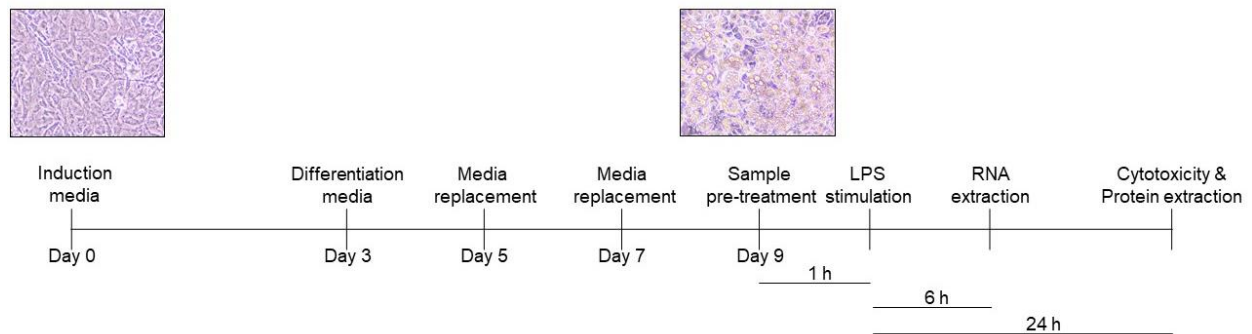 Induction
media
Differentiation
media
Media
replacement
Media
replacement
Sample
pre-treatment
LPS
stimulation
RNA
extraction
Cytotoxicity &
Protein extraction
Day 0
Day 3
Day 5
Day 7
Day 9
1 h
6 h
24 h